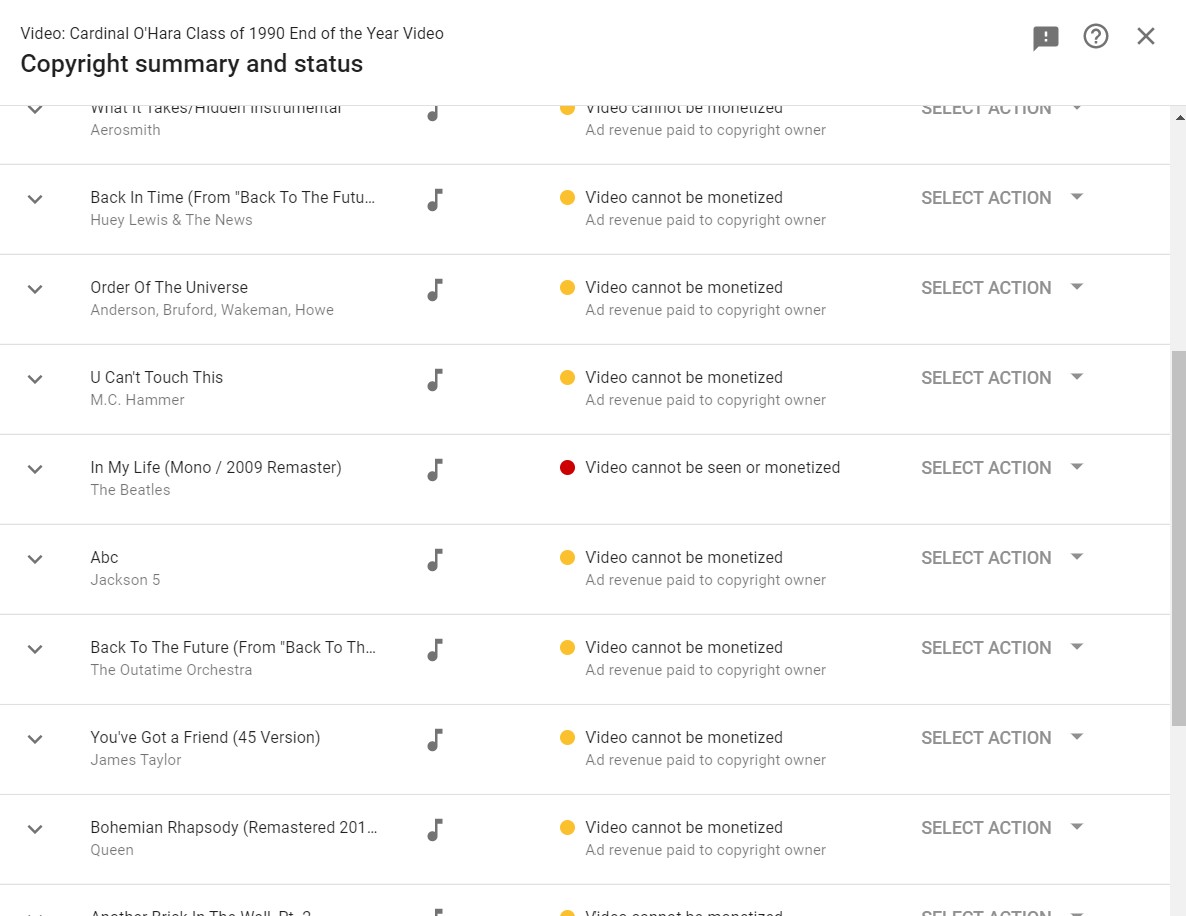 Video: Cardinal O'Hara Class of 1990 End of the Year Video
Copyright summary and status
What It Takes/Hidden Instrumental
Aerosmith
Video cannot be monetized
Ad revenue paid to copyright owner
SELECT ACTION
Back In Time (From "Back To The Futu...
Huey Lewis & The News
Video cannot be monetized
Ad revenue paid to copyright owner
SELECT ACTION
Order Of The Universe
Anderson, Bruford, Wakeman, Howe
Video cannot be monetized
Ad revenue paid to copyright owner
SELECT ACTION
U Can't Touch This
M.C. Hammer
Video cannot be monetized
Ad revenue paid to copyright owner
SELECT ACTION
In My Life (Mono / 2009 Remaster)
The Beatles
Video cannot be seen or monetized
SELECT ACTION
Abc
Jackson 5
Video cannot be monetized
Ad revenue paid to copyright owner
SELECT ACTION
Back To The Future (From "Back To Th...
The Outatime Orchestra
Video cannot be monetized
Ad revenue paid to copyright owner
SELECT ACTION
You've Got a Friend (45 Version)
James Taylor
Video cannot be monetized
Ad revenue paid to copyright owner
SELECT ACTION
Bohemian Rhapsody (Remastered 201...
Queen
Video cannot be monetized
Ad revenue paid to copyright owner
SELECT ACTION
Another Brick In The Wall, Pt. 2
Video cannot be monetized
SELECT ACTION